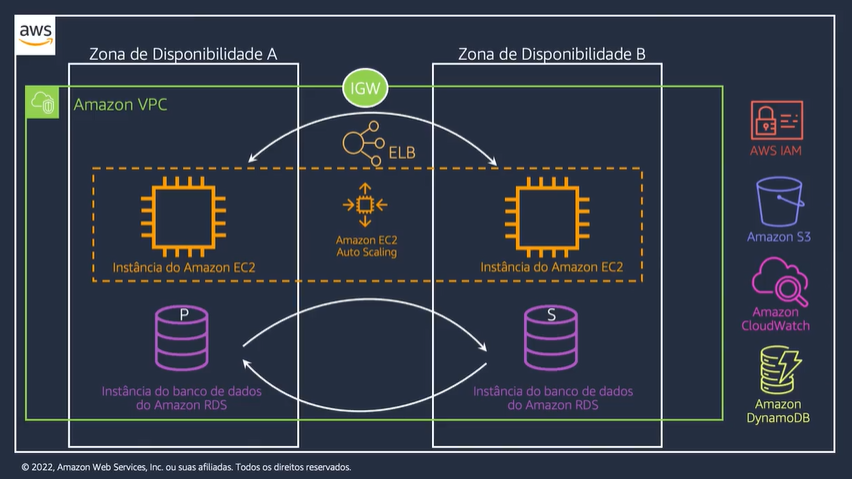 aws
Zona de Disponibilidade A
Zona de Disponibilidade B
IGW
Amazon VPC
ELB
AWS IAM
Amazon EC2
Auto Scaling
Instância do Amazon EC2
Instância do Amazon EC2
Amazon S3
P
S
Amazon
CloudWatch
Instância do banco de dados
do Amazon RDS
Instância do banco de dados
do Amazon RDS
Amazon
DynamoDB
© 2022, Amazon Web Services, Inc. ou suas afiliadas. Todos os direitos reservados.